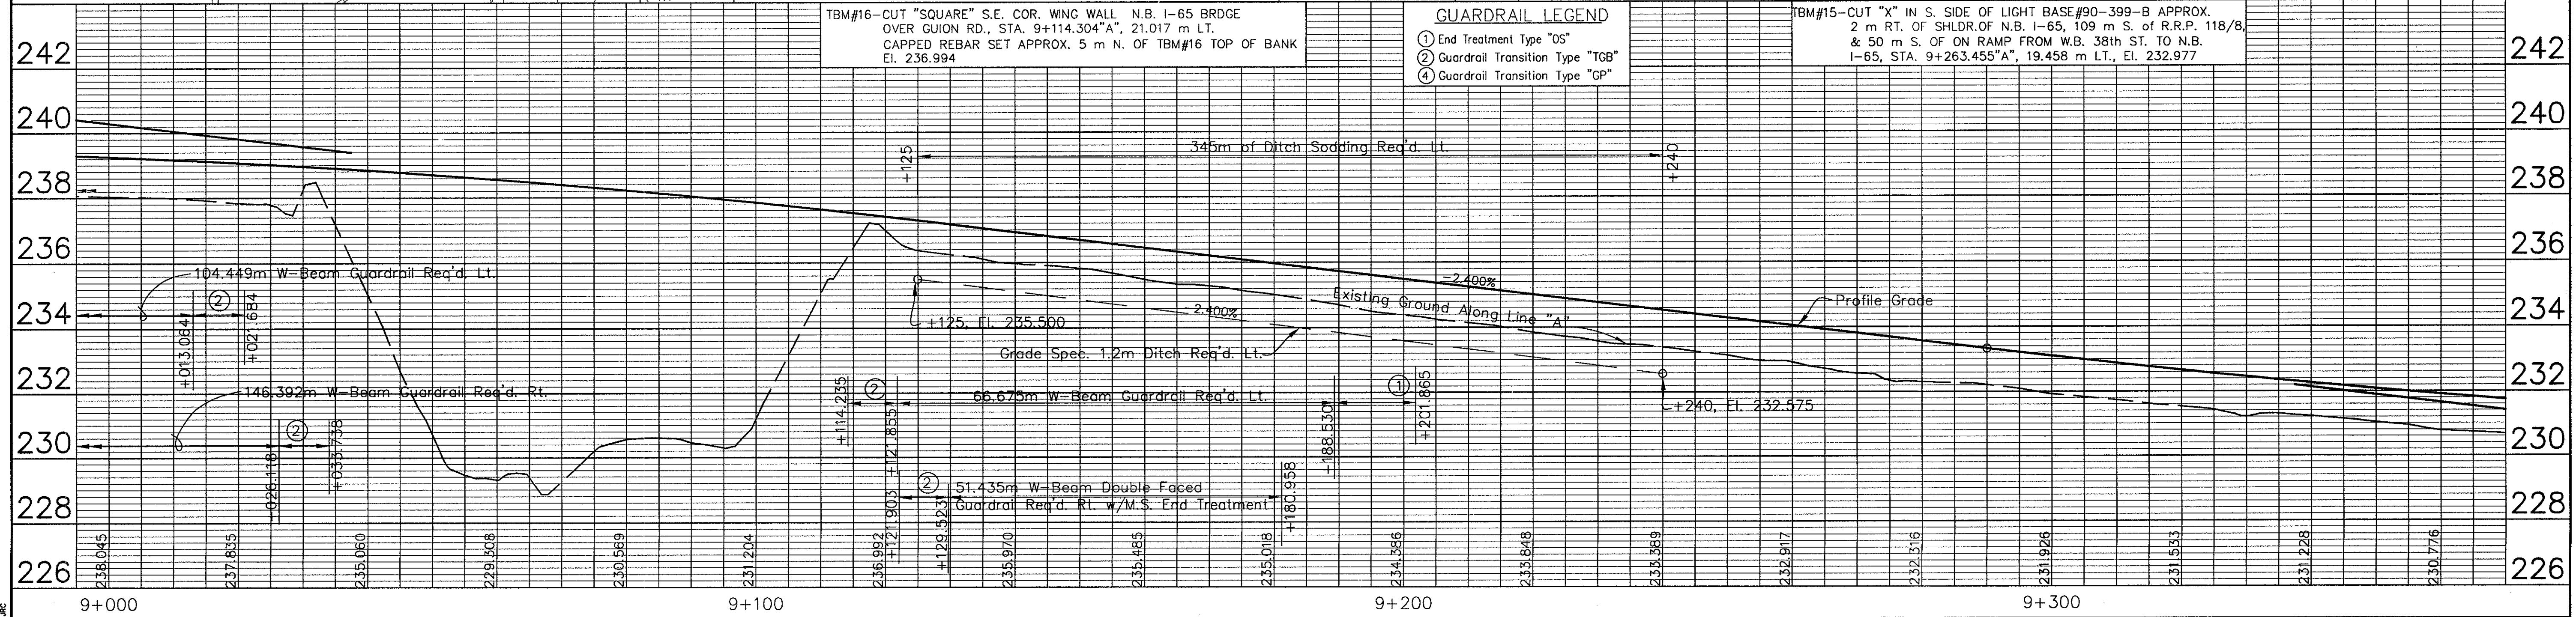 TBM#16-CUT "SQUARE" S.E. COR. WING WALL N.B. I-65 BRDGE
OVER GUION RD., STA. 9+114.304"A", 21.017 m LT.
CAPPED REBAR SET APPROX. 5 m N. OF TBM#16 TOP OF BANK
El. 236.994
GUARDRAIL LEGEND
① End Treatment Type "OS"
② Guardrail Transition Type "TGB"
④ Guardrail Transition Type "GP"
TBM#15-CUT "X" IN S. SIDE OF LIGHT BASE#90-399-B APPROX.
2 m RT. OF SHLDR.OF N.B. I-65, 109 m S. of R.R.P. 118/8,
& 50 m S. OF ON RAMP FROM W.B. 38th ST. TO N.B.
I-65, STA. 9+263.455"A", 19.458 m LT., El. 232.977
242
242
240
240
238
238
236
236
234
234
232
232
230
230
228
228
226
226
+125
345m of Ditch Sodding Req'd. Lt.
+240
104.449m W-Beam Guardrail Req'd. Lt.
②
+013.064
+021.684
146.392m W-Beam Guardrail Req'd. Rt.
②
+026.118
+033.738
+125, El. 235.500
-2.400%
-2.400%
Existing Ground Along Line "A"
Profile Grade
Grade Spec. 1.2m Ditch Req'd. Lt.
+240, El. 232.575
+114.235
②
+121.855
66.675m W-Beam Guardrail Req'd. Lt.
+188.530
①
+201.865
+121.903
②
+129.523
51.435m W-Beam Double Faced
Guardrail Req'd. Rt. w/M.S. End Treatment
+180.958
238.045
237.835
235.060
229.308
230.569
231.204
236.992
235.970
235.485
235.018
234.386
233.848
233.389
232.917
232.316
231.926
231.533
231.228
230.776
9+000
9+100
9+200
9+300